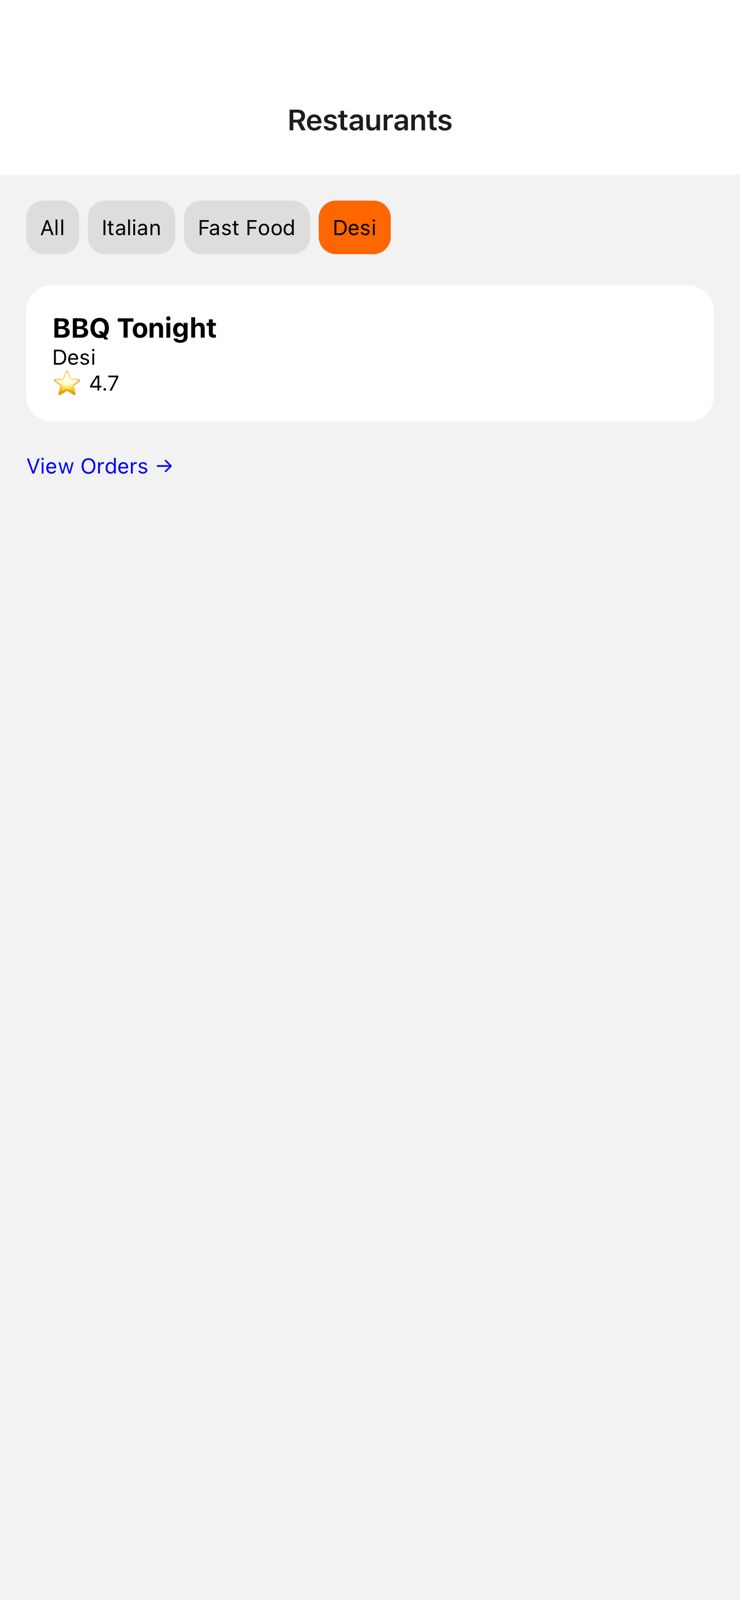 Restaurants
All Italian Fast Food Desi
BBQ Tonight
Desi
⭐ 4.7
View Orders →